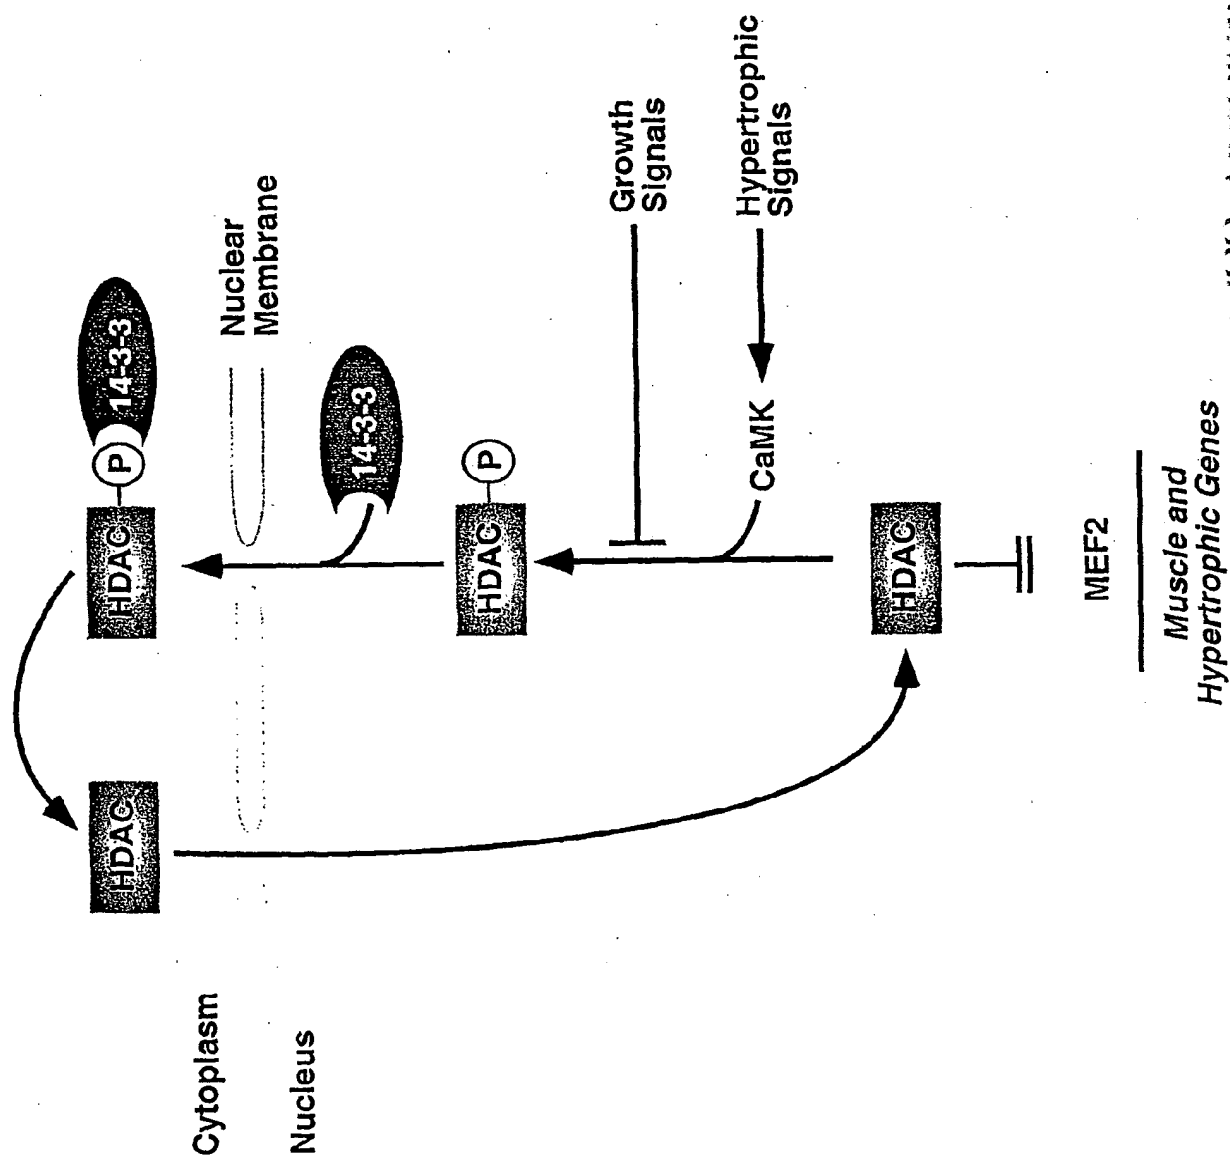 HDAC
HDAC
P
14-3-3
Cytoplasm
Nucleus
Nuclear
Membrane
14-3-3
HDAC
P
Growth
Signals
CaMK
Hypertrophic
Signals
HDAC
MEF2
Muscle and
Hypertrophic Genes